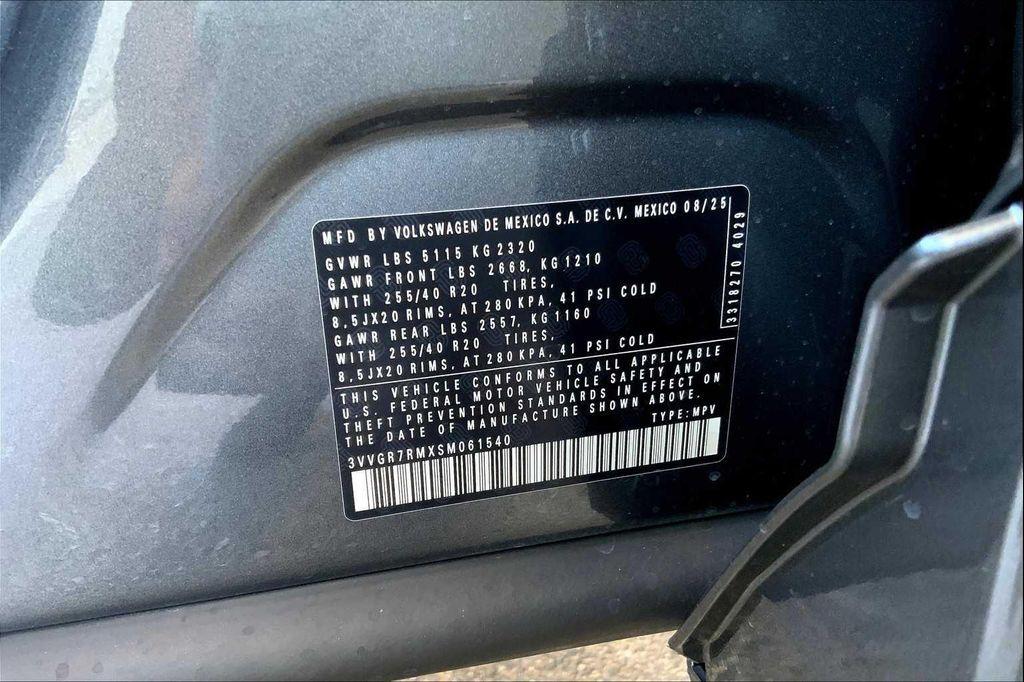 MFD BY VOLKSWAGEN DE MEXICO S.A. DE C.V. MEXICO 08/25
GVWR LBS 5115 KG 2320
GAWR FRONT LBS 2668, KG 1210
WITH 255/40 R20 TIRES,
8,5JX20 RIMS, AT 280 KPA, 41 PSI COLD
GAWR REAR LBS 2557, KG 1160
WITH 255/40 R20 TIRES,
8,5JX20 RIMS, AT 280 KPA, 41 PSI COLD
3318270 4029
THIS VEHICLE CONFORMS TO ALL APPLICABLE
U.S. FEDERAL MOTOR VEHICLE SAFETY AND
THEFT PREVENTION STANDARDS IN EFFECT ON
THE DATE OF MANUFACTURE SHOWN ABOVE.
TYPE: MPV
3VVGR7RMXSM061540